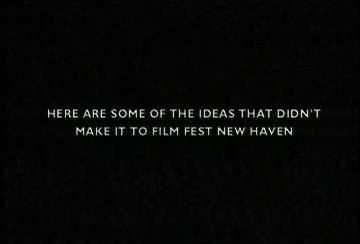 HERE ARE SOME OF THE IDEAS THAT DIDN'T
MAKE IT TO FILM FEST NEW HAVEN